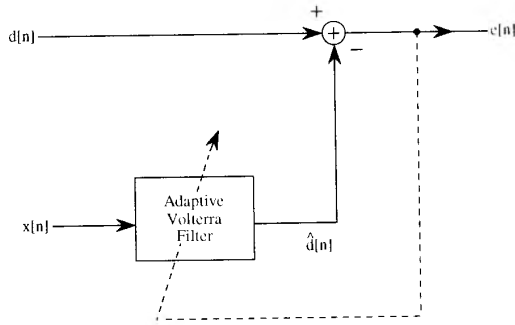 +
d[n]
+
e[n]
−
Adaptive
Volterra
Filter
x[n]
d̂[n]